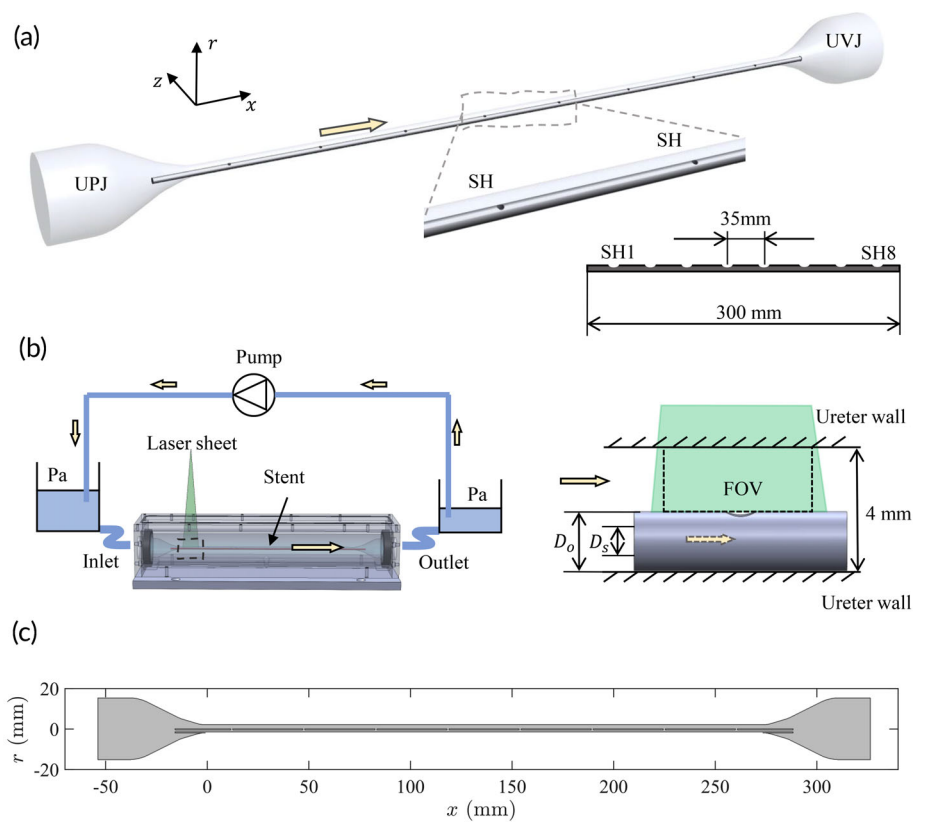 (a)
r
z
x
UVJ
UPJ
SH
SH
35mm
SH1
SH8
300 mm
(b)
Pump
Laser sheet
Stent
Pa
Pa
Inlet
Outlet
Ureter wall
FOV
4 mm
Dₒ
Dₛ
Ureter wall
(c)
r (mm)
20
0
-20
-50
0
50
100
150
200
250
300
x (mm)